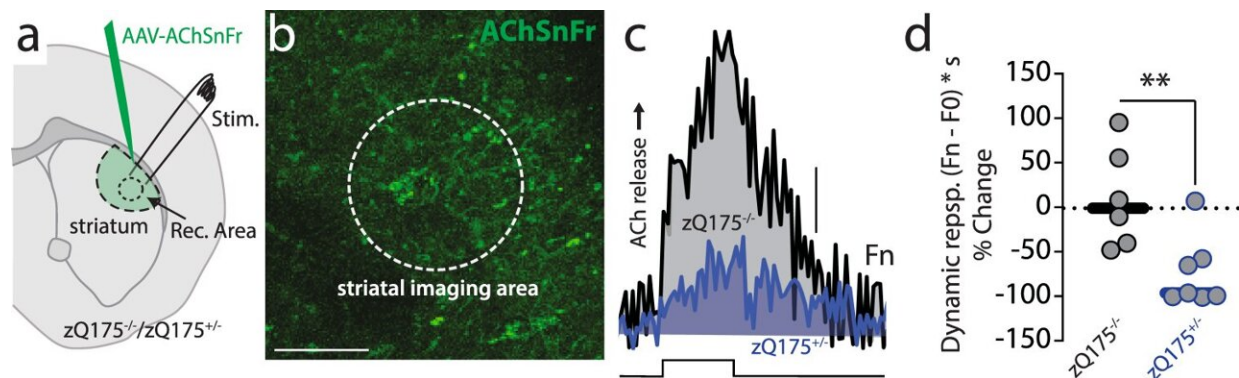 a
AAV-AChSnFr
Stim.
striatum
Rec. Area
zQ175-/-/zQ175+/-
b
AChSnFr
striatal imaging area
c
ACh release →
zQ175-/-
Fn
zQ175+/-
d
Dynamic repsp. (Fn - F0) * s
% Change
150
100
50
0
-50
-100
-150
**
zQ175-/-
zQ175+/-